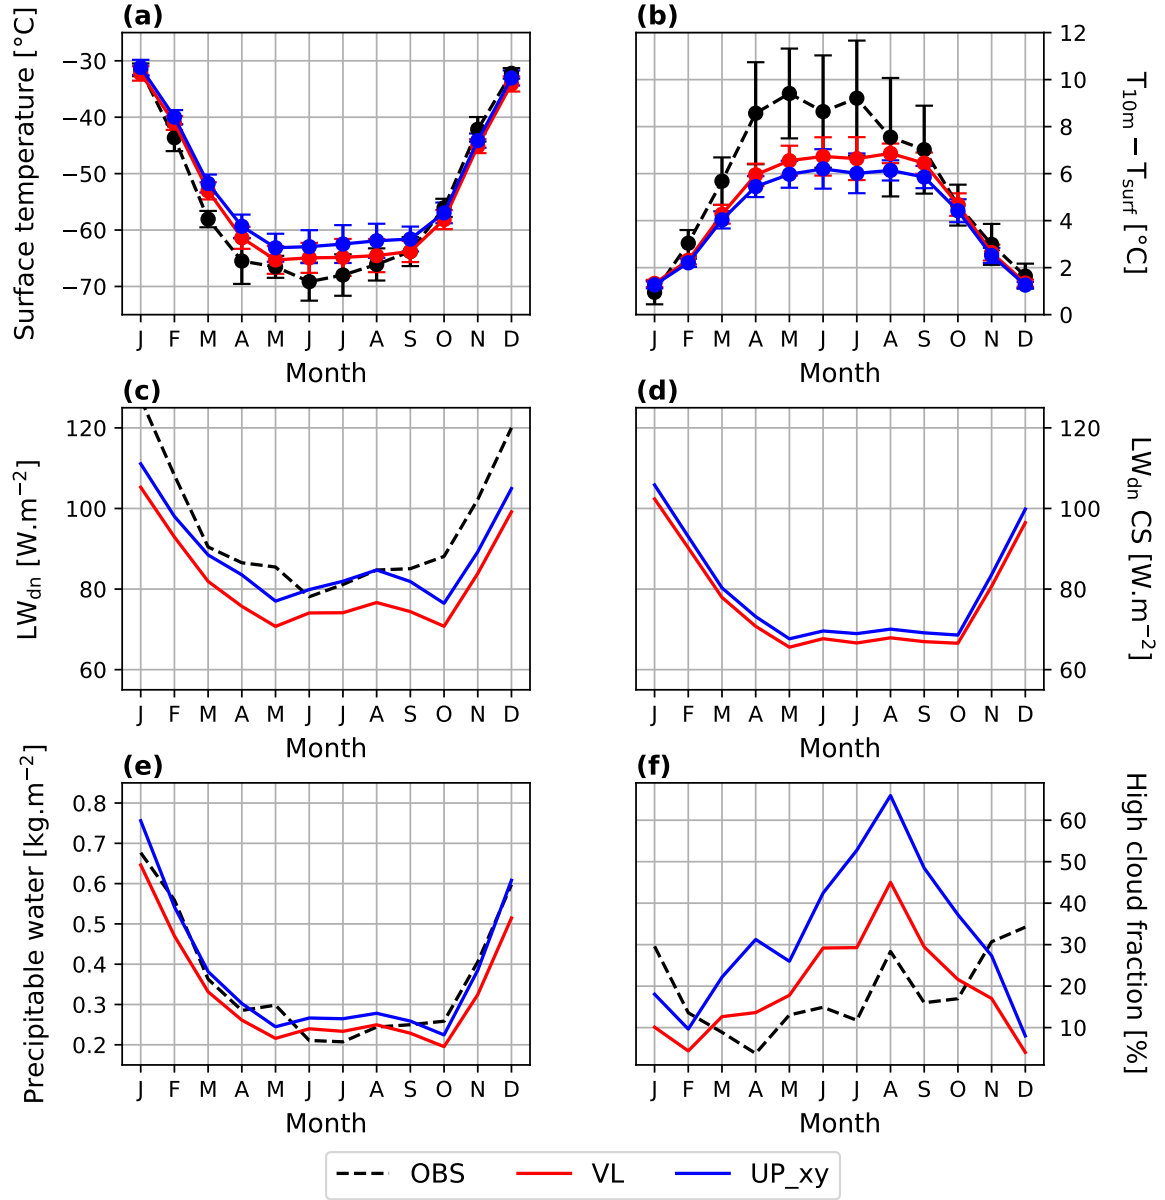 (a)
Surface temperature [°C]
−30
−40
−50
−60
−70
J F M A M J J A S O N D
Month
(b)
12
10
8
6
4
2
0
T10m − Tsurf [°C]
J F M A M J J A S O N D
Month
(c)
LWdn [W.m−2]
120
100
80
60
J F M A M J J A S O N D
Month
(d)
120
100
80
60
LWdn CS [W.m−2]
J F M A M J J A S O N D
Month
(e)
Precipitable water [kg.m−2]
0.8
0.7
0.6
0.5
0.4
0.3
0.2
J F M A M J J A S O N D
Month
(f)
60
50
40
30
20
10
High cloud fraction [%]
J F M A M J J A S O N D
Month
OBS VL UP_xy